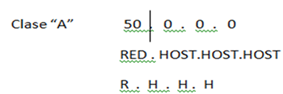 Clase “A” 50 . 0 . 0 . 0
RED . HOST.HOST.HOST
R . H . H . H